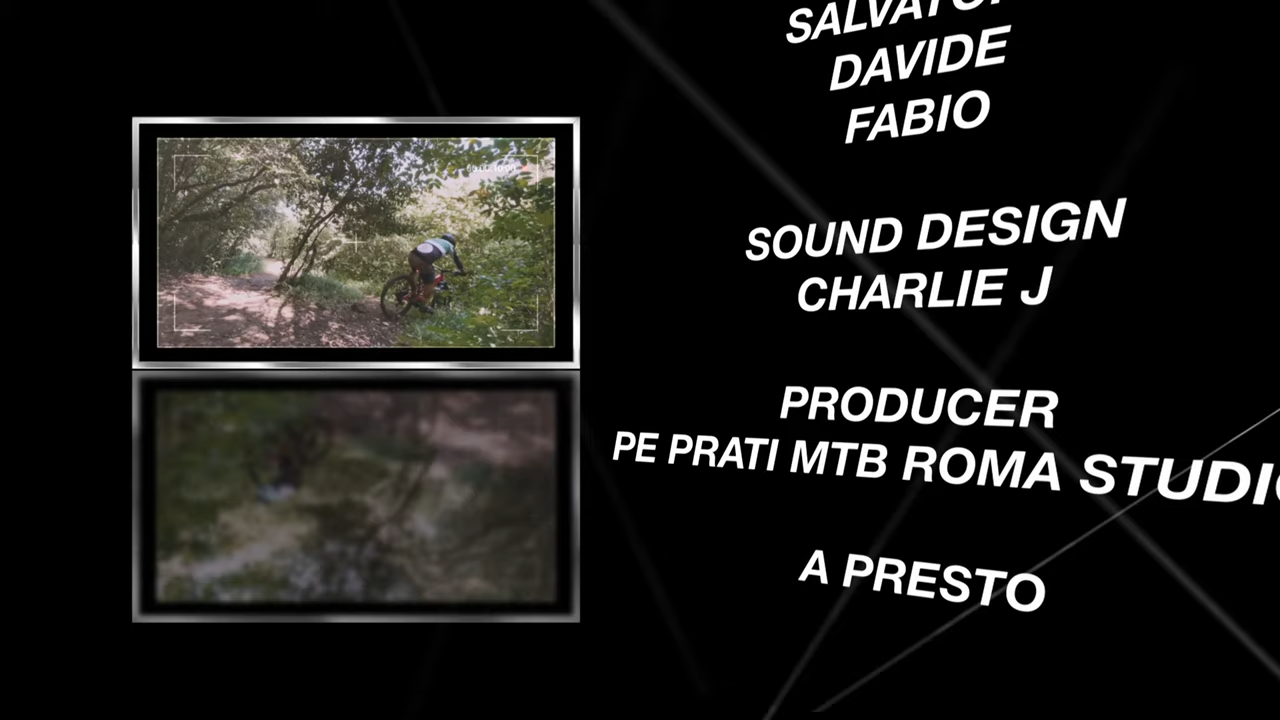 DAVIDE
FABIO
SOUND DESIGN
CHARLIE J
PRODUCER
PE PRATI MTB ROMA
A PRESTO